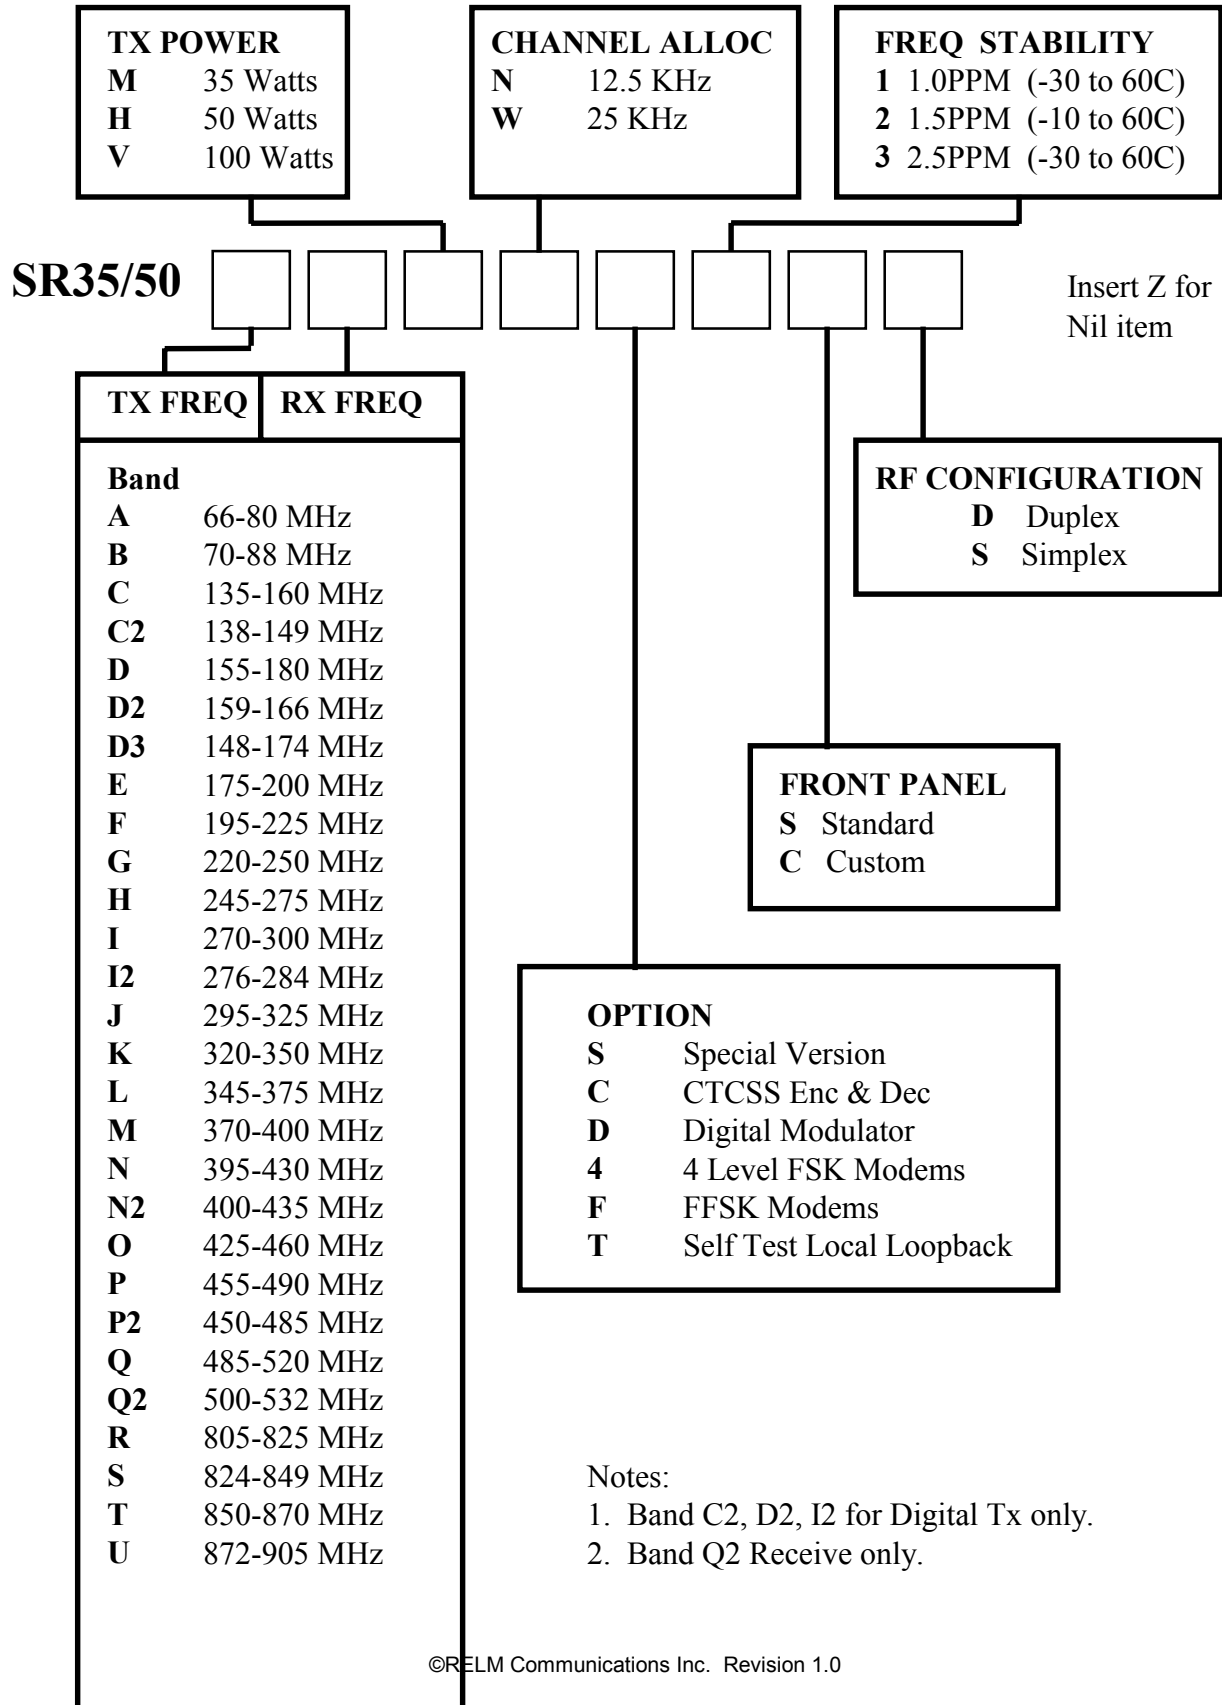 TX POWER
M 35 Watts
H 50 Watts
V 100 Watts
CHANNEL ALLOC
N 12.5 KHz
W 25 KHz
FREQ STABILITY
1 1.0PPM (-30 to 60C)
2 1.5PPM (-10 to 60C)
3 2.5PPM (-30 to 60C)
SR35/50
Insert Z for
Nil item
TX FREQ RX FREQ
Band
A 66-80 MHz
B 70-88 MHz
C 135-160 MHz
C2 138-149 MHz
D 155-180 MHz
D2 159-166 MHz
D3 148-174 MHz
E 175-200 MHz
F 195-225 MHz
G 220-250 MHz
H 245-275 MHz
I 270-300 MHz
I2 276-284 MHz
J 295-325 MHz
K 320-350 MHz
L 345-375 MHz
M 370-400 MHz
N 395-430 MHz
N2 400-435 MHz
O 425-460 MHz
P 455-490 MHz
P2 450-485 MHz
Q 485-520 MHz
Q2 500-532 MHz
R 805-825 MHz
S 824-849 MHz
T 850-870 MHz
U 872-905 MHz
RF CONFIGURATION
D Duplex
S Simplex
FRONT PANEL
S Standard
C Custom
OPTION
S Special Version
C CTCSS Enc & Dec
D Digital Modulator
4 4 Level FSK Modems
F FFSK Modems
T Self Test Local Loopback
Notes:
1. Band C2, D2, I2 for Digital Tx only.
2. Band Q2 Receive only.
©RELM Communications Inc. Revision 1.0